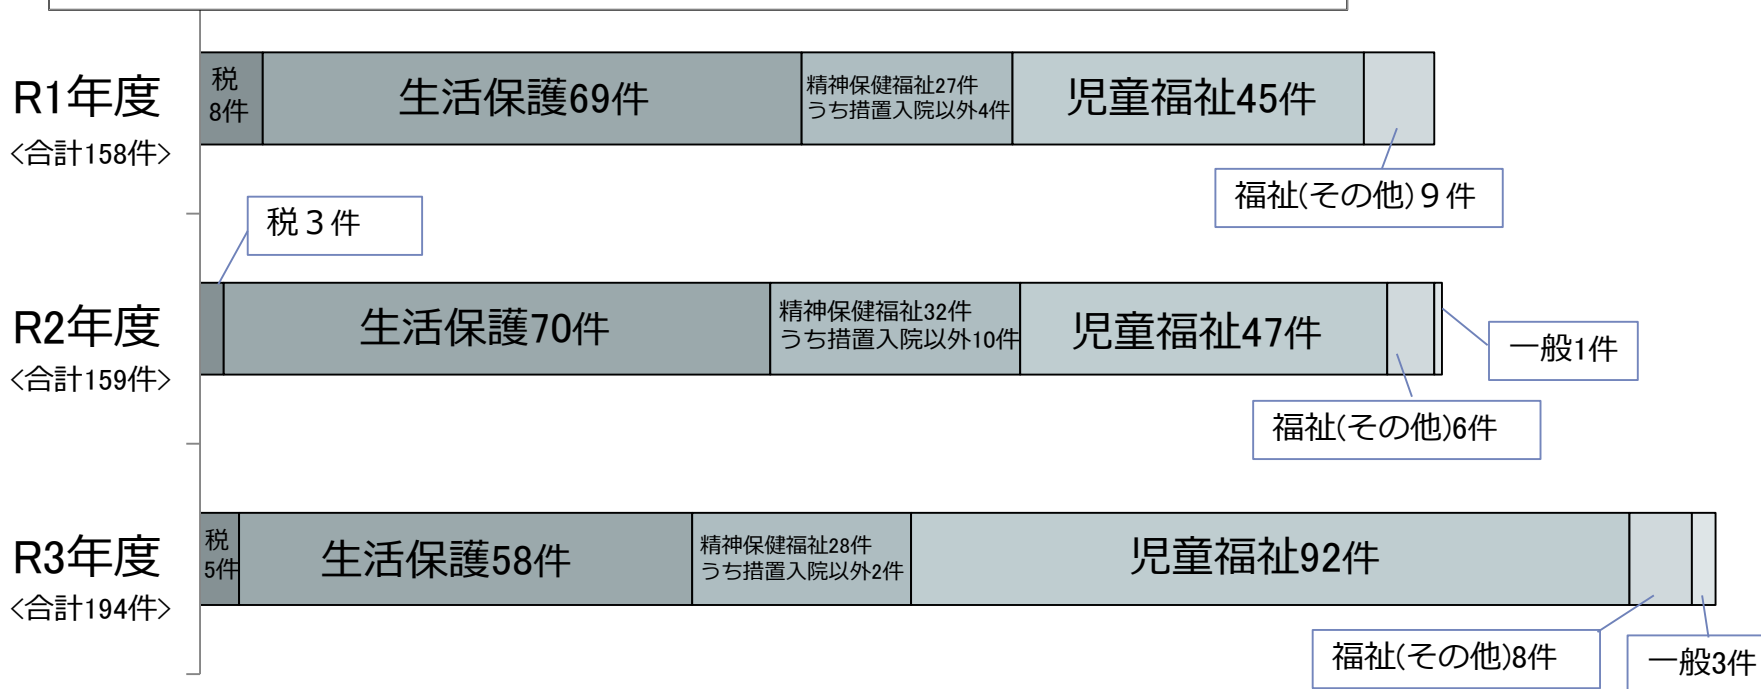 R1年度
<合計158件>
税
8件
生活保護69件
精神保健福祉27件
うち措置入院以外4件
児童福祉45件
福祉(その他)９件
税３件
R2年度
<合計159件>
生活保護70件
精神保健福祉32件
うち措置入院以外10件
児童福祉47件
一般1件
福祉(その他)6件
R3年度
<合計194件>
税
5件
生活保護58件
精神保健福祉28件
うち措置入院以外2件
児童福祉92件
福祉(その他)8件
一般3件